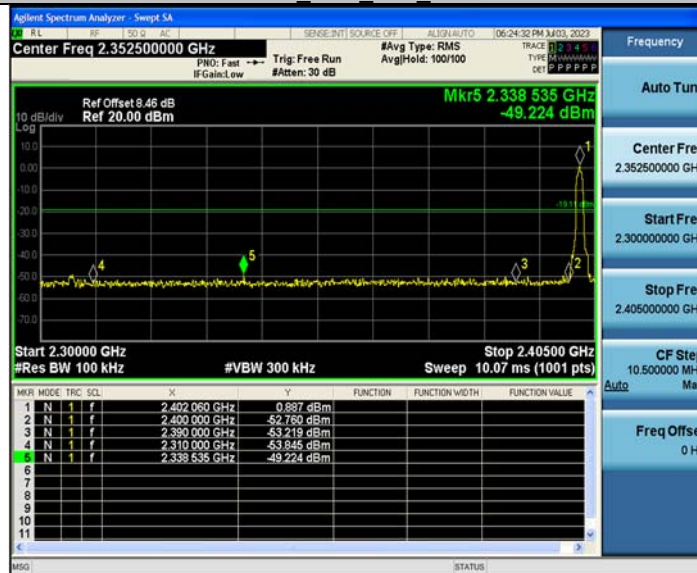 Agilent Spectrum Analyzer - Swept SA
RL RF 50 Ω AC SENSE:INT SOURCE OFF ALIGN AUTO 06:24:32 PM Jul 03, 2023
Center Freq 2.352500000 GHz
PNO: Fast
IFGain:Low
Trig: Free Run
#Atten: 30 dB
#Avg Type: RMS
Avg|Hold: 100/100
TRACE 1 2 3 4 5 6
TYPE
DET P P P P P P
Ref Offset 8.46 dB
Ref 20.00 dBm
10 dB/div
Log
Mkr5 2.338 535 GHz
-49.224 dBm
10.0
0.00
-10.0
-20.0
-30.0
-40.0
-50.0
-60.0
-70.0
1
2
3
4
5
Start 2.30000 GHz
#Res BW 100 kHz
#VBW 300 kHz
Stop 2.40500 GHz
Sweep 10.07 ms (1001 pts)
MKR MODE TRC SCL X Y FUNCTION FUNCTION WIDTH FUNCTION VALUE
1 N 1 f 2.402 060 GHz 0.887 dBm
2 N 1 f 2.400 000 GHz -52.760 dBm
3 N 1 f 2.390 000 GHz -53.219 dBm
4 N 1 f 2.310 000 GHz -53.845 dBm
5 N 1 f 2.338 535 GHz -49.224 dBm
6
7
8
9
10
11
MSG STATUS
Frequency
Auto Tun
Center Fre
2.352500000 GH
Start Fre
2.300000000 GH
Stop Fre
2.405000000 GH
CF Ste
10.500000 MH
Auto Ma
Freq Offse
0 H